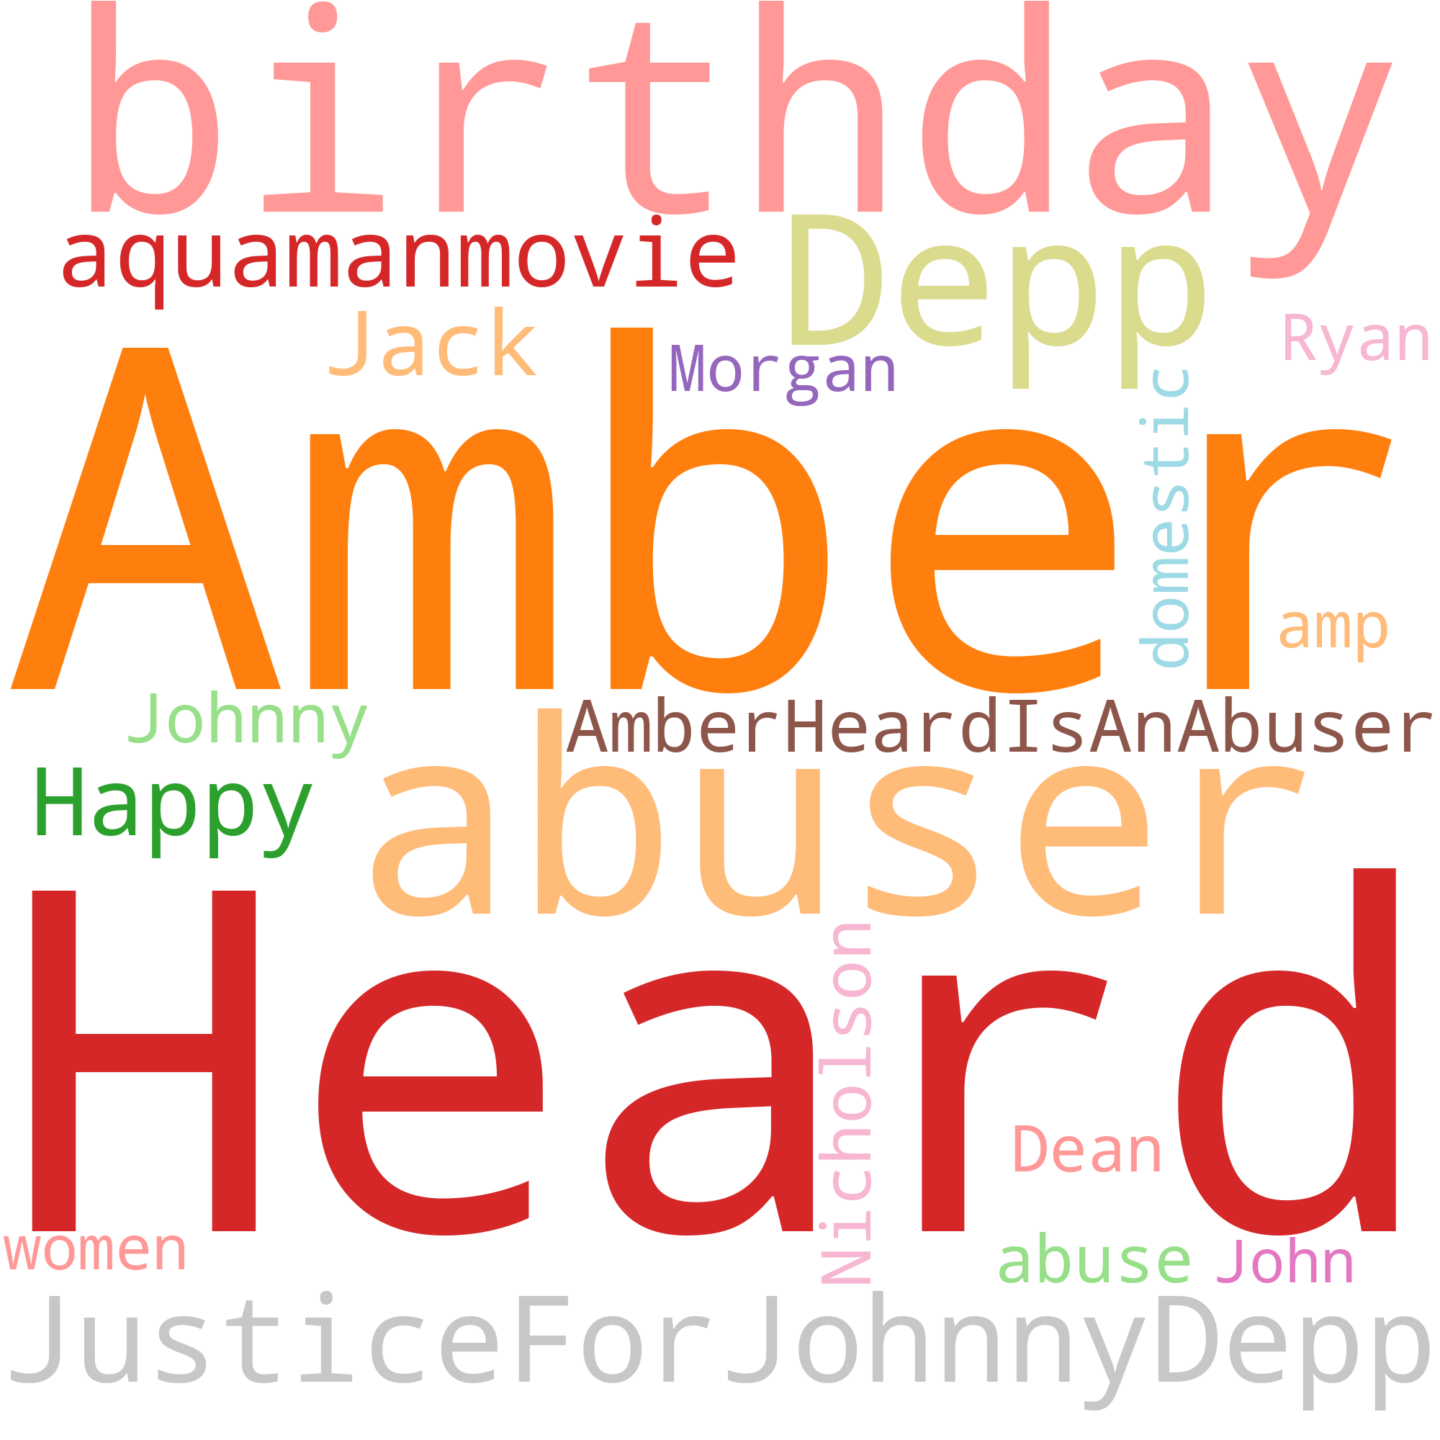 birthday
aquamanmovie
Depp
Jack
Morgan
Ryan
Amber
domestic
amp
Johnny
AmberHeardIsAnAbuser
Happy
abuser
Heard
Nicholson
Dean
women
abuse
John
JusticeForJohnnyDepp